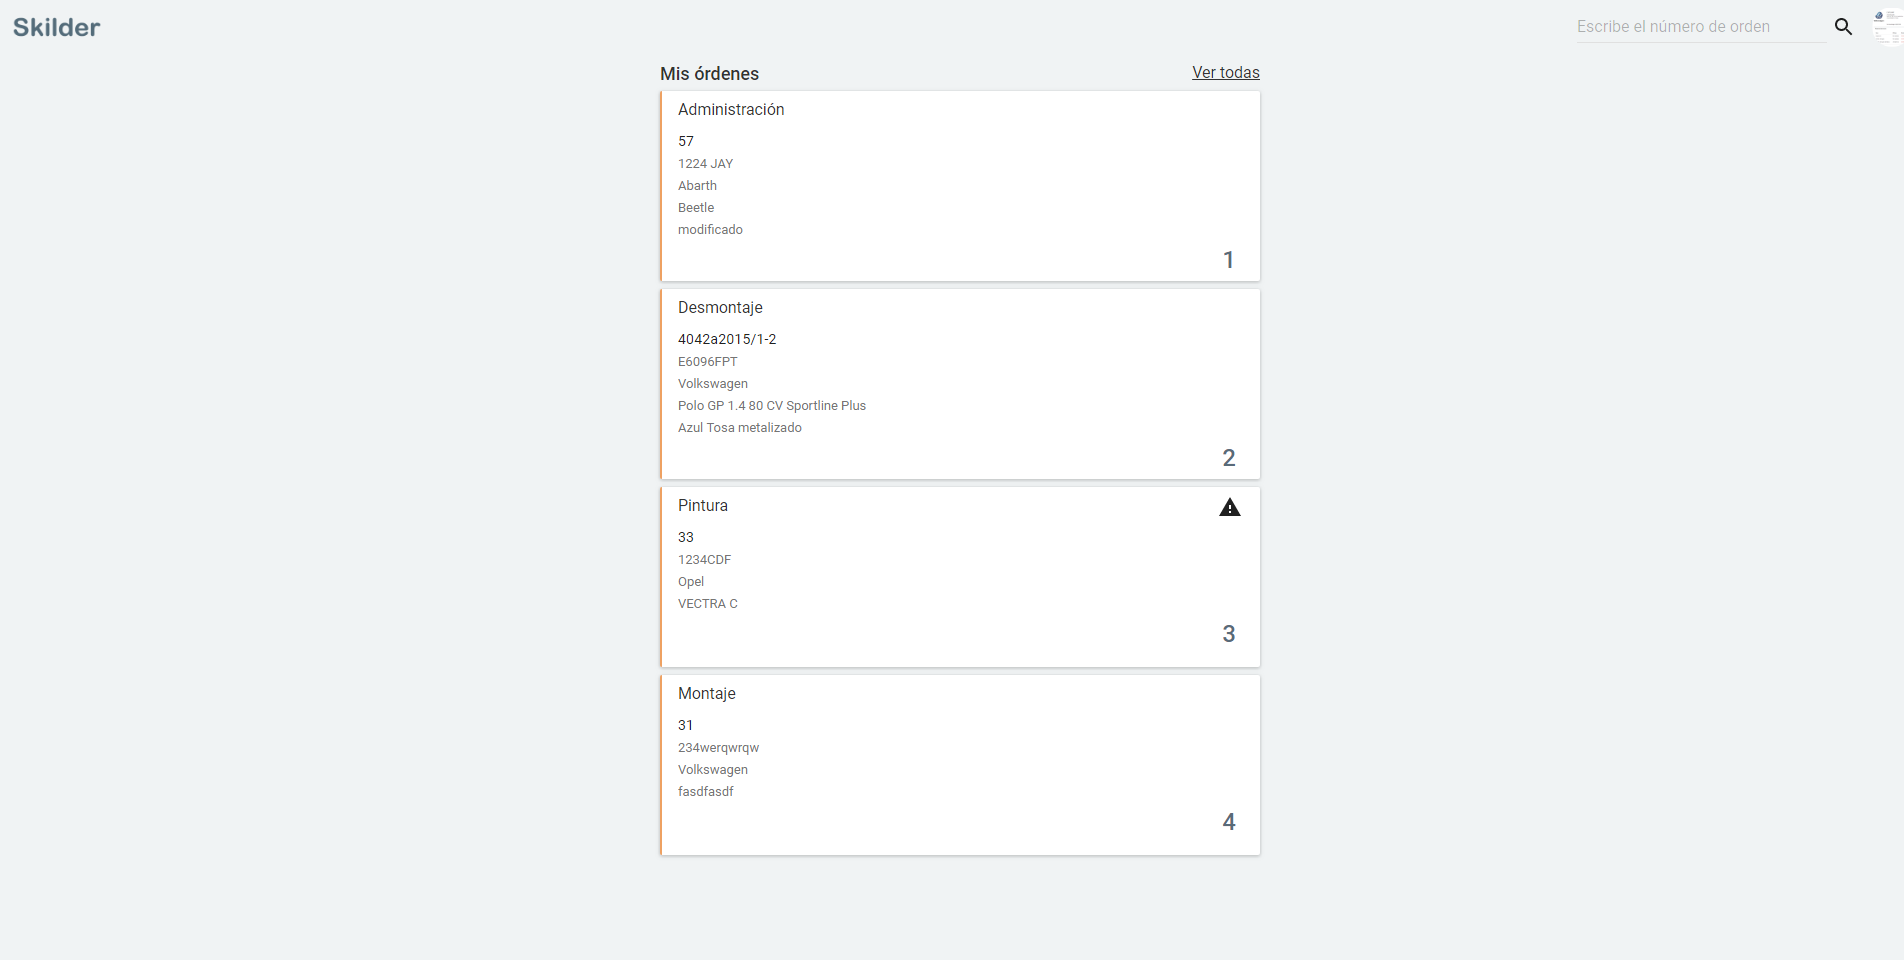 Skilder
Escribe el número de orden
Mis órdenes
Ver todas
Administración
57
1224 JAY
Abarth
Beetle
modificado
1
Desmontaje
4042a2015/1-2
E6096FPT
Volkswagen
Polo GP 1.4 80 CV Sportline Plus
Azul Tosa metalizado
2
Pintura
33
1234CDF
Opel
VECTRA C
3
Montaje
31
234werqwrqw
Volkswagen
fasdfasdf
4